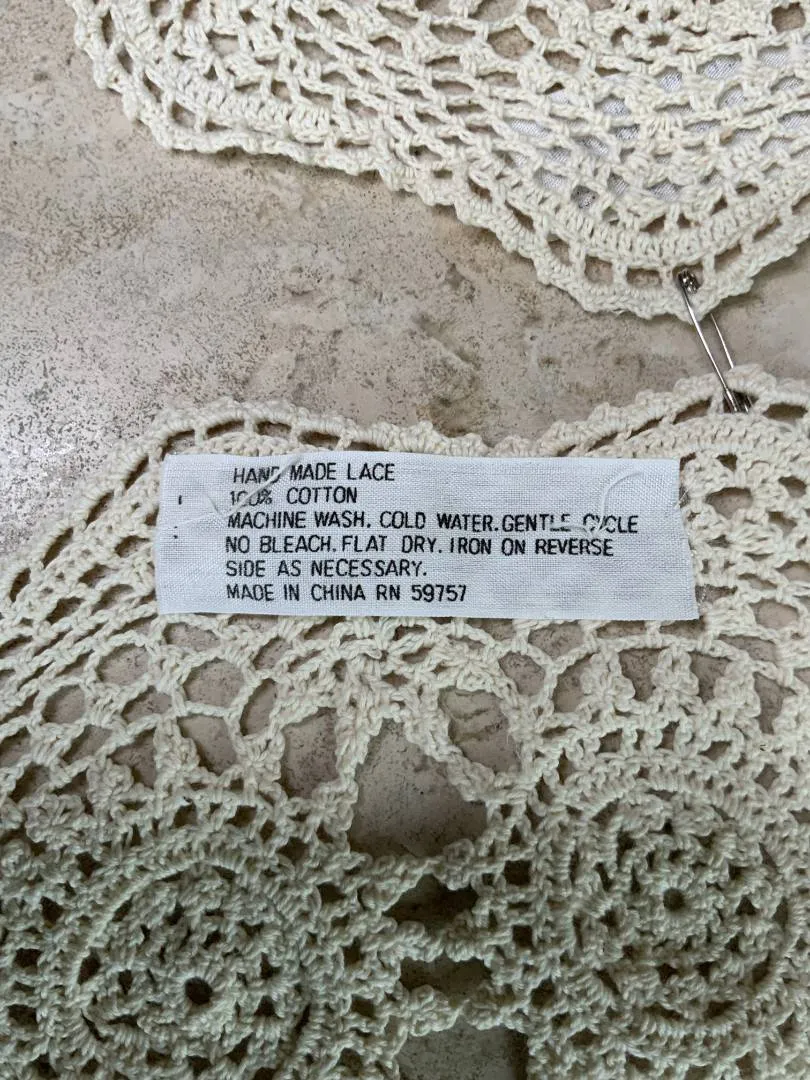 HAND MADE LACE
100% COTTON
MACHINE WASH. COLD WATER. GENTLE CYCLE
NO BLEACH. FLAT DRY. IRON ON REVERSE
SIDE AS NECESSARY.
MADE IN CHINA RN 59757